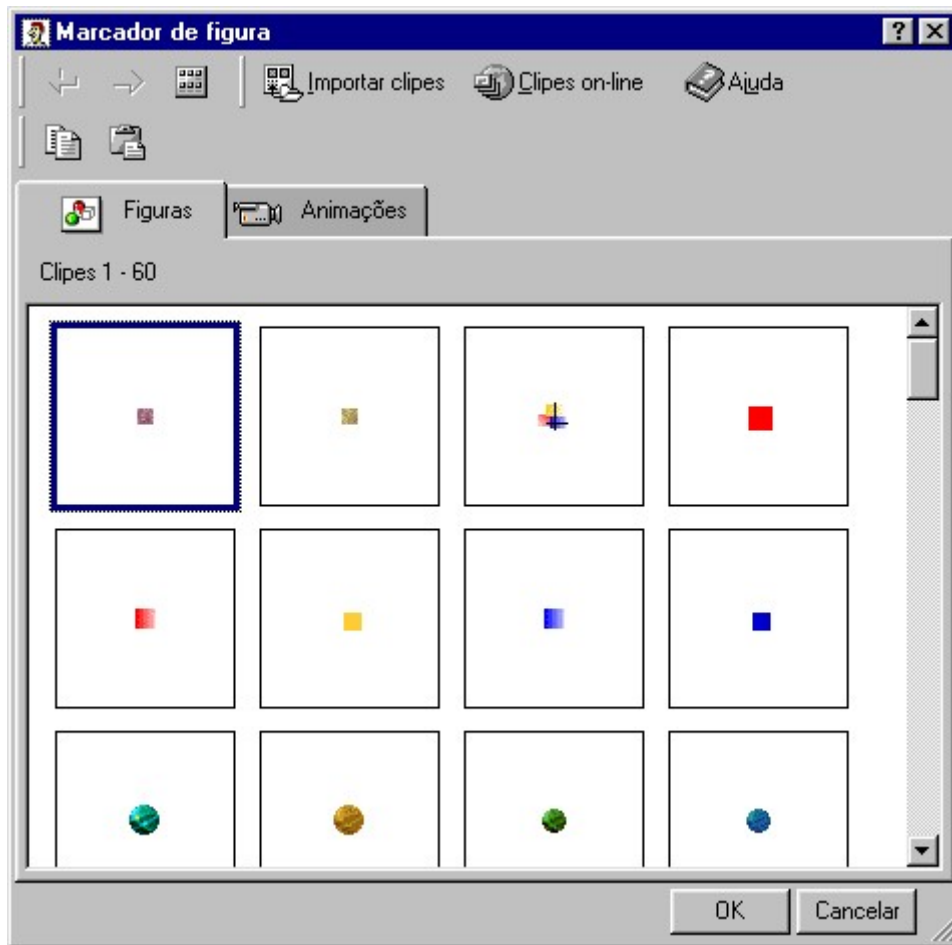 Marcador de figura
Importar clipes Clipes on-line Ajuda
Figuras Animações
Clipes 1 - 60
OK Cancelar